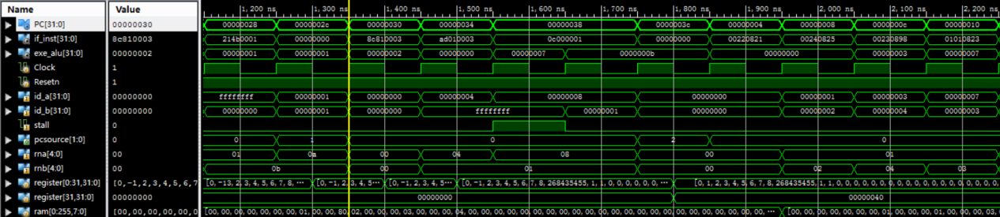 Name Value 1,200 ns 1,300 ns 1,400 ns 1,500 ns 1,600 ns 1,700 ns 1,800 ns 1,900 ns 2,000 ns 2,100 ns 2,200 ns
PC[31:0] 00000030 00000028 0000002c 00000030 00000034 00000038 0000003c 00000004 00000008 0000000c 00000010
if_inst[31:0] 8c810003 214b0001 00000000 8c810003 ad010003 0c000001 00000000 00220821 00240825 00230898 01010823
exe_alu[31:0] 00000002 00000001 00000001 00000002 00000000 00000007 0000000b 00000000 00000003 00000007
Clock 1
Resetn 1
id_a[31:0] 00000000 ffffffff 00000001 00000000 00000004 00000008 00000000 00000001 00000003 00000007
id_b[31:0] 00000000 00000000 00000001 00000000 ffffffff 00000001 00000000 00000002 00000004 00000003
stall 0
pcsource[1:0] 0 0 1 0 2 0
rna[4:0] 00 01 0a 00 04 08 00 01
rnb[4:0] 00 0b 00 01 00 02 04 03
register[0:31,31:0] [0,-1,2,3,4,5,6,7 [0,-13,2,3,4,5,6,7,8,... [0,-1,2,3,4,5... [0,-1,2,3,4,5... [0,-1,2,3,4,5,6,7,8,268435455,1,1,0,0,0,0,0,0,... [0,1,2,3,4,5,6,7,8,268435455,1,1,0,0,0,0,0,0,0,0,0,0,0,0,
register[31,31:0] 00000000 00000000 00000040
ram[0:255,7:0] [00,00,00,00,00,0 [00,00,00,00,00,00,00,01,00,00,80,02,00,00,00,03,00,00,00,04,00,00,00,00,00,00,00,00,00,00,00,00,00,00,00,... [00,00,00,00,00,00,00,01,00,00,00,02,00,00,00,03,